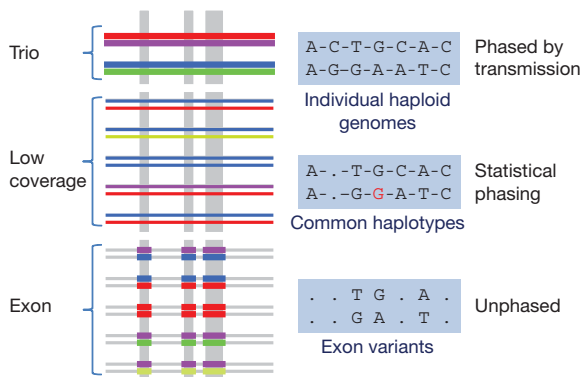 Trio
A-C-T-G-C-A-C
A-G-G-A-A-T-C
Phased by
transmission
Individual haploid
genomes
Low
coverage
A-.-T-G-C-A-C
A-.-G-G-A-T-C
Statistical
phasing
Common haplotypes
Exon
. . T G . A .
. . G A . T .
Unphased
Exon variants